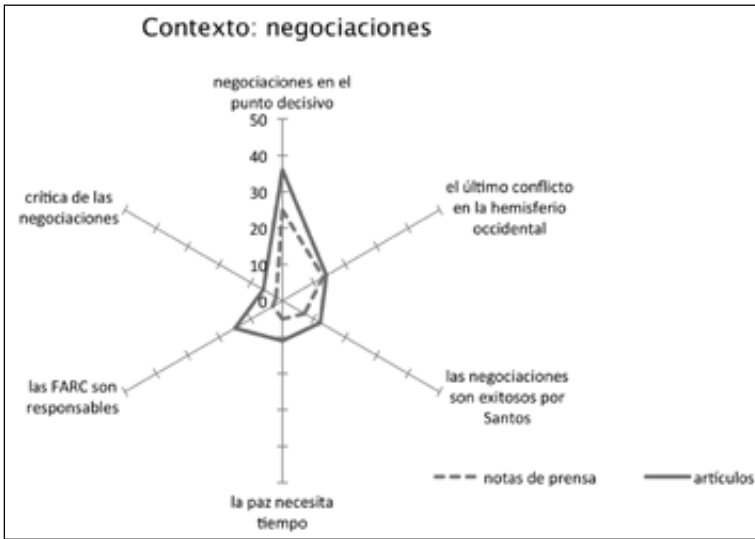 Contexto: negociaciones
negociaciones en el
punto decisivo
50
40
30
20
10
0
el último conflicto
en la hemisferio
occidental
las negociaciones
son exitosos por
Santos
la paz necesita
tiempo
las FARC son
responsables
crítica de las
negociaciones
notas de prensa
artículos